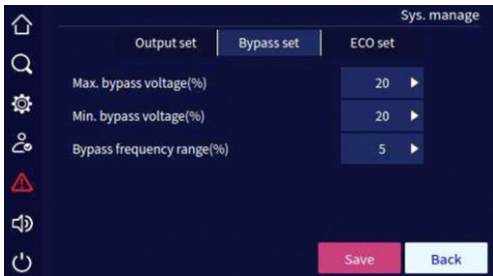 Sys. manage
Output set Bypass set ECO set
Max. bypass voltage(%) 20
Min. bypass voltage(%) 20
Bypass frequency range(%) 5
Save Back